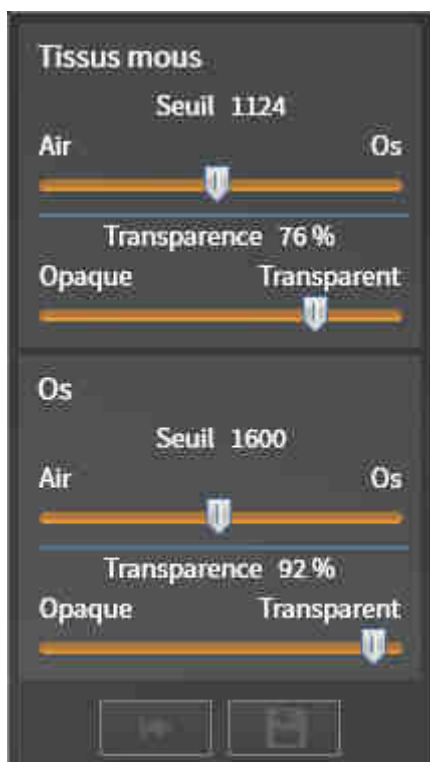 Tissus mous
Seuil 1124
Air Os
Transparence 76 %
Opaque Transparent
Os
Seuil 1600
Air Os
Transparence 92 %
Opaque Transparent